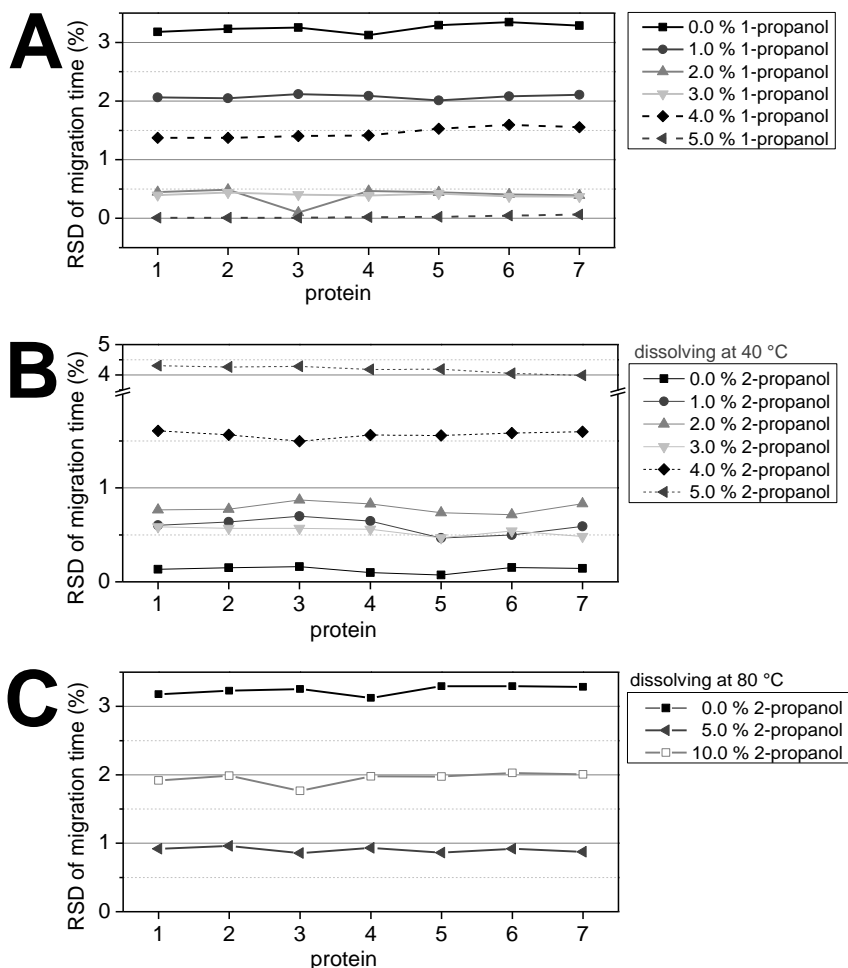 A
RSD of migration time (%)
3
2
1
0
1 2 3 4 5 6 7
protein
0.0 % 1-propanol
1.0 % 1-propanol
2.0 % 1-propanol
3.0 % 1-propanol
4.0 % 1-propanol
5.0 % 1-propanol
B
RSD of migration time (%)
5
4
1
0
1 2 3 4 5 6 7
protein
dissolving at 40 °C
0.0 % 2-propanol
1.0 % 2-propanol
2.0 % 2-propanol
3.0 % 2-propanol
4.0 % 2-propanol
5.0 % 2-propanol
C
RSD of migration time (%)
3
2
1
0
1 2 3 4 5 6 7
protein
dissolving at 80 °C
0.0 % 2-propanol
5.0 % 2-propanol
10.0 % 2-propanol